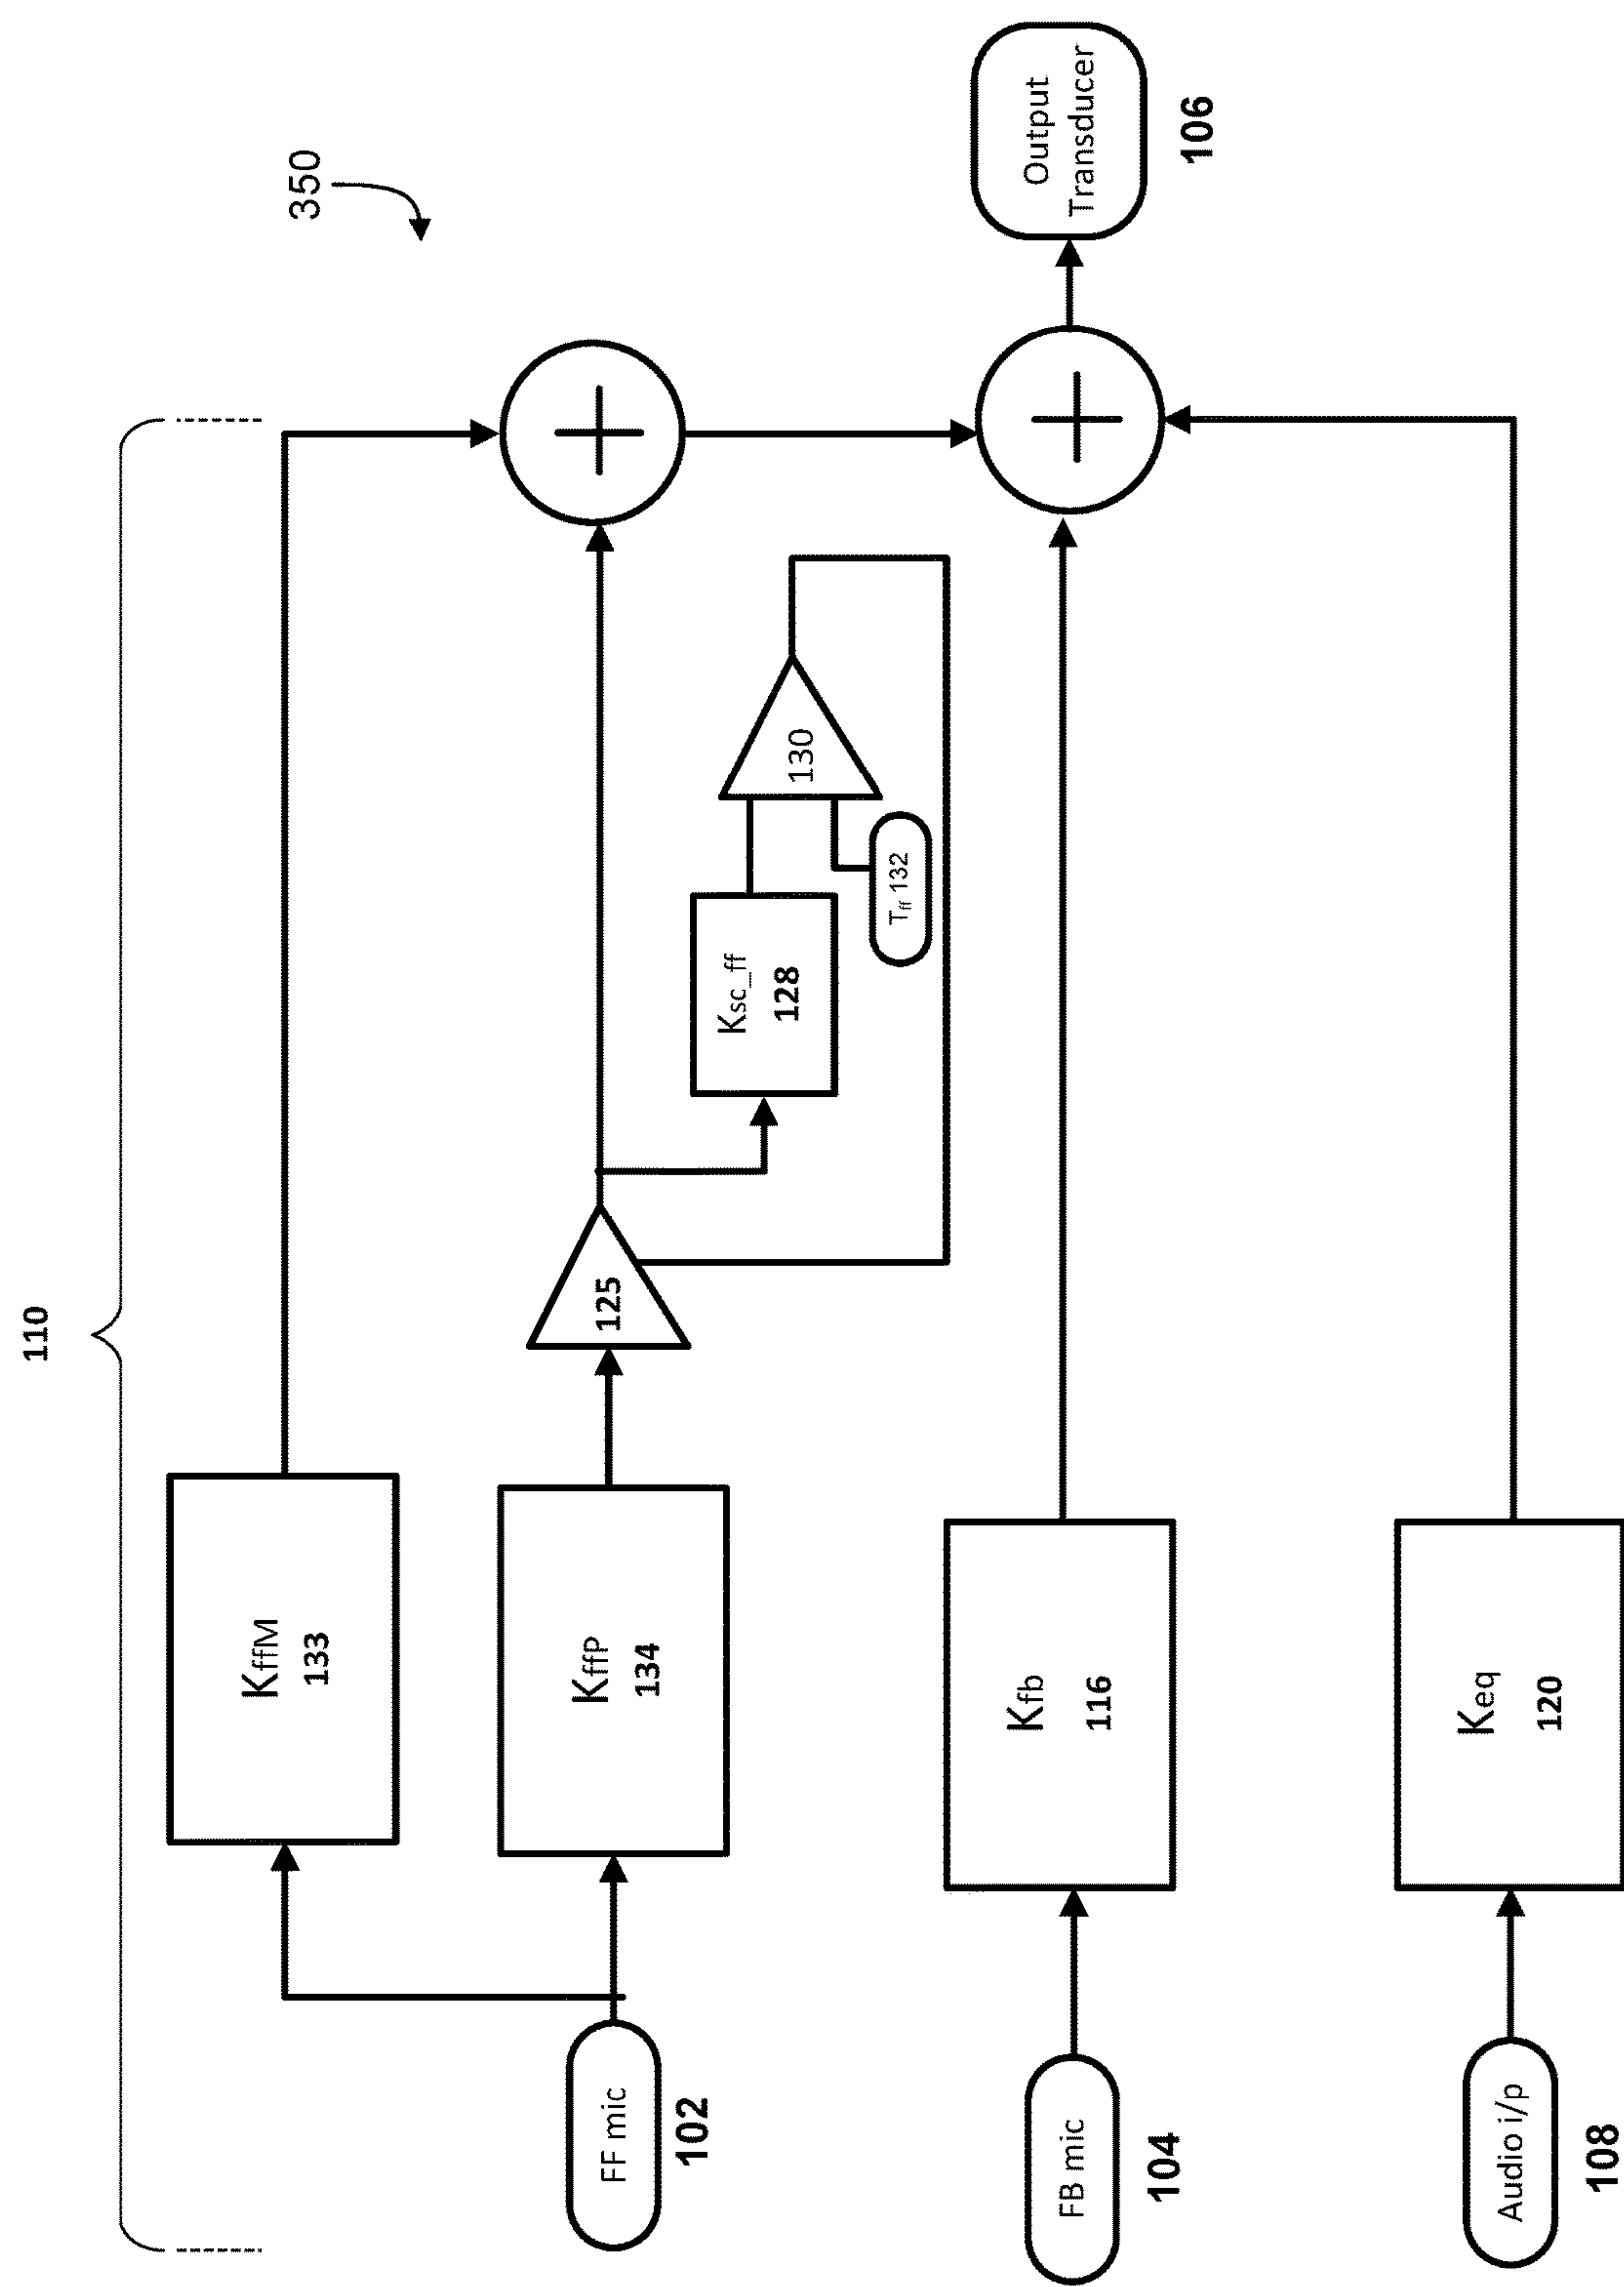 110
350
KffM
133
KffP
134
FF mic
102
125
Ksc_ff
128
130
Tff 132
Kfb
116
FB mic
104
Output
Transducer
106
Keq
120
Audio i/p
108